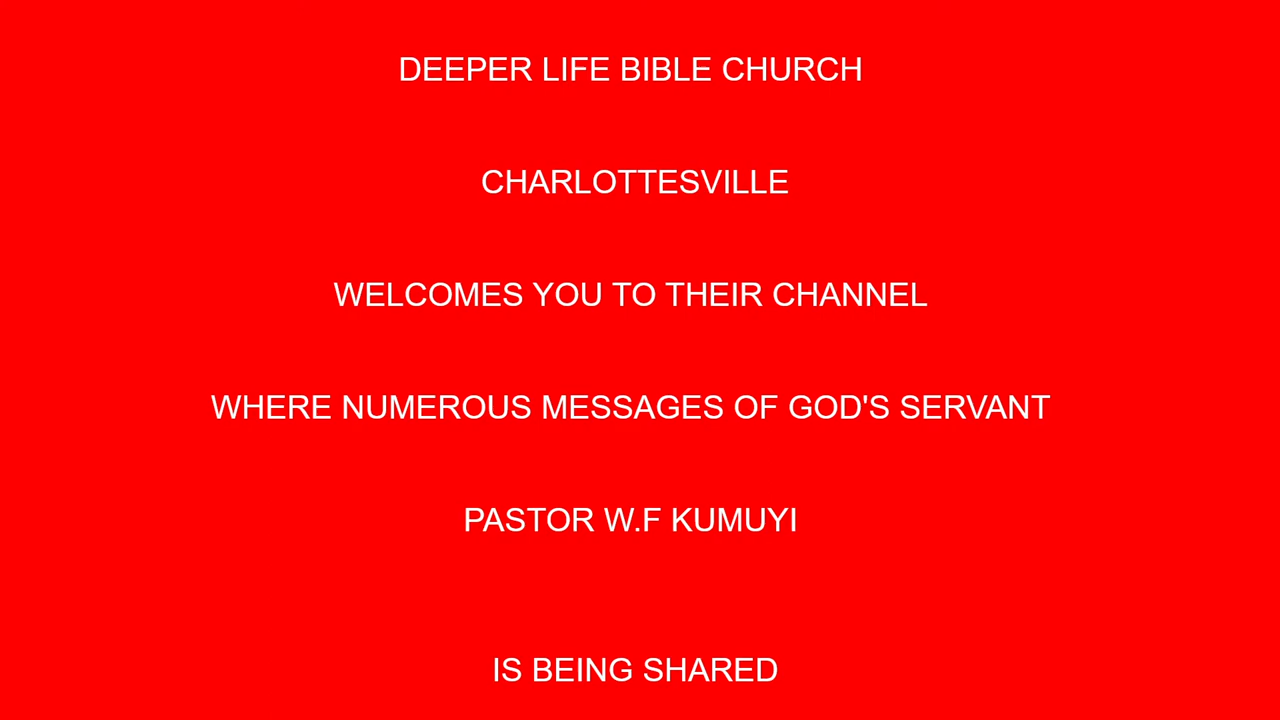 DEEPER LIFE BIBLE CHURCH
CHARLOTTESVILLE
WELCOMES YOU TO THEIR CHANNEL
WHERE NUMEROUS MESSAGES OF GOD'S SERVANT
PASTOR W.F KUMUYI
IS BEING SHARED